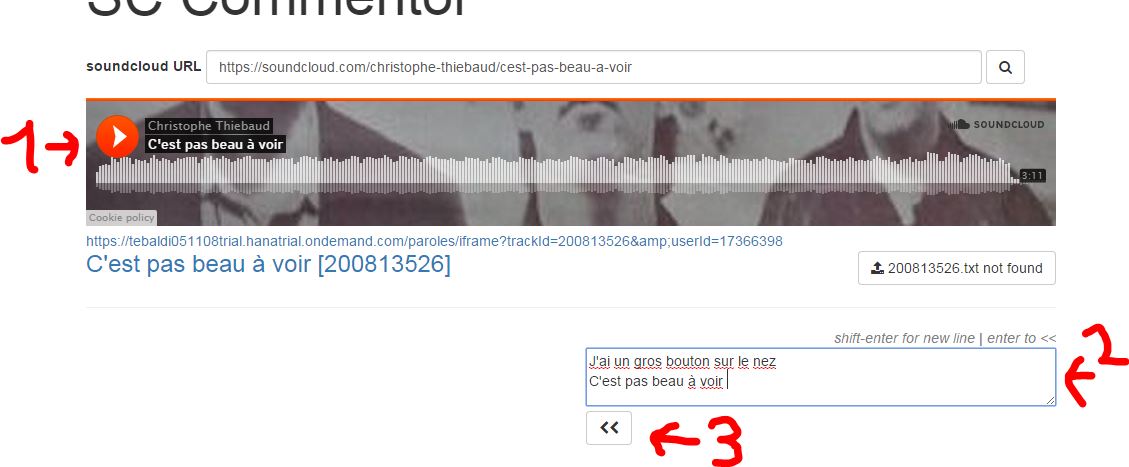 SC Commentor
soundcloud URL https://soundcloud.com/christophe-thiebaud/cest-pas-beau-a-voir
1
Christophe Thiebaud
C'est pas beau à voir
SOUNDCLOUD
3:11
Cookie policy
https://tebaldi051108trial.hanatrial.ondemand.com/paroles/iframe?trackId=200813526&amp;userId=17366398
C'est pas beau à voir [200813526]
200813526.txt not found
shift-enter for new line | enter to <<
J'ai un gros bouton sur le nez
C'est pas beau à voir
2
<<
3